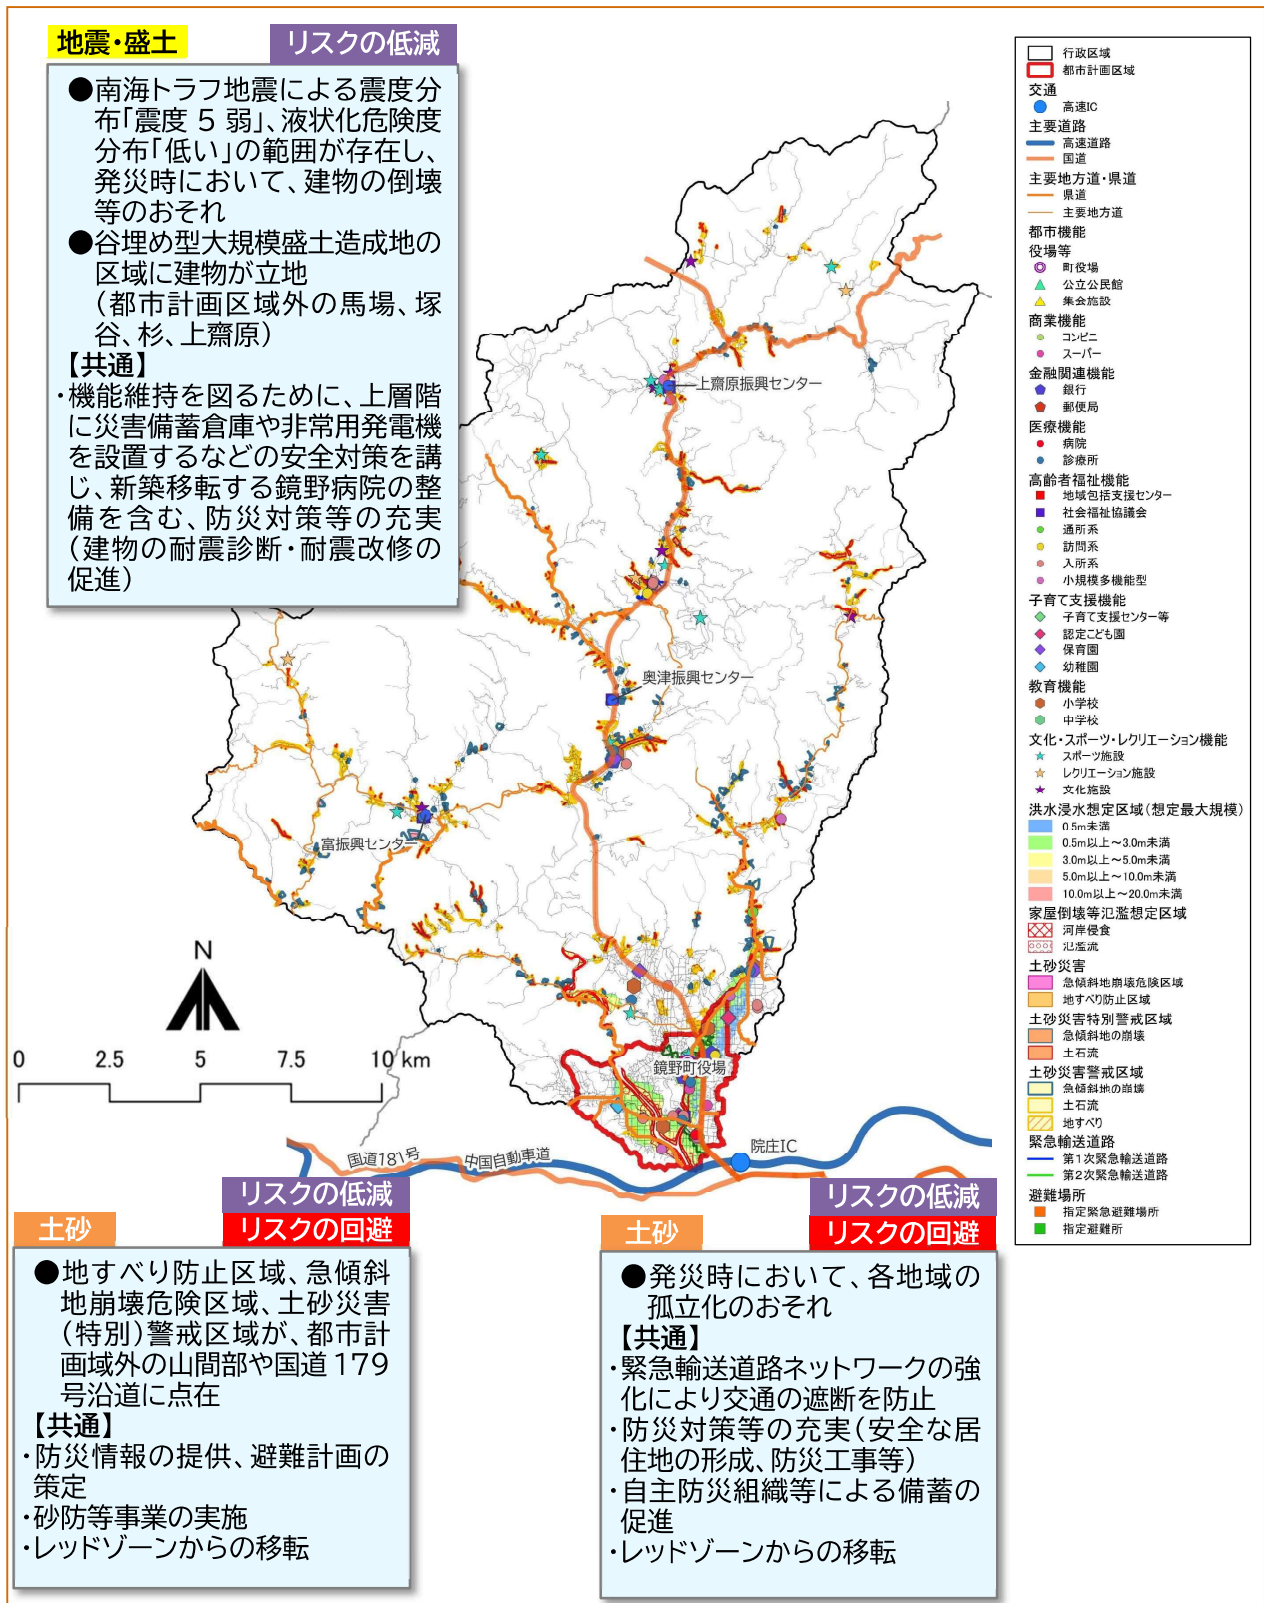 地震・盛土
リスクの低減
●南海トラフ地震による震度分
布「震度 5 弱」、液状化危険度
分布「低い」の範囲が存在し、
発災時において、建物の倒壊
等のおそれ
●谷埋め型大規模盛土造成地の
区域に建物が立地
（都市計画区域外の馬場、塚
谷、杉、上齋原）
【共通】
・機能維持を図るために、上層階
に災害備蓄倉庫や非常用発電機
を設置するなどの安全対策を講
じ、新築移転する鏡野病院の整
備を含む、防災対策等の充実
（建物の耐震診断・耐震改修の
促進）
上齋原振興センター
奥津振興センター
富振興センター
鏡野町役場
院庄IC
国道181号
中国自動車道
N
0 2.5 5 7.5 10 km
行政区域
都市計画区域
交通
高速IC
主要道路
高速道路
国道
主要地方道・県道
県道
主要地方道
都市機能
役場等
町役場
公立公民館
集会施設
商業機能
コンビニ
スーパー
金融関連機能
銀行
郵便局
医療機能
病院
診療所
高齢者福祉機能
地域包括支援センター
社会福祉協議会
通所系
訪問系
入所系
小規模多機能型
子育て支援機能
子育て支援センター等
認定こども園
保育園
幼稚園
教育機能
小学校
中学校
文化・スポーツ・レクリエーション機能
スポーツ施設
レクリエーション施設
文化施設
洪水浸水想定区域（想定最大規模）
0.5m未満
0.5m以上～3.0m未満
3.0m以上～5.0m未満
5.0m以上～10.0m未満
10.0m以上～20.0m未満
家屋倒壊等氾濫想定区域
河岸侵食
氾濫流
土砂災害
急傾斜地崩壊危険区域
地すべり防止区域
土砂災害特別警戒区域
急傾斜地の崩壊
土石流
土砂災害警戒区域
急傾斜地の崩壊
土石流
地すべり
緊急輸送道路
第1次緊急輸送道路
第2次緊急輸送道路
避難場所
指定緊急避難場所
指定避難所
リスクの低減
土砂
リスクの回避
●地すべり防止区域、急傾斜
地崩壊危険区域、土砂災害
（特別）警戒区域が、都市計
画域外の山間部や国道 179
号沿道に点在
【共通】
・防災情報の提供、避難計画の
策定
・砂防等事業の実施
・レッドゾーンからの移転
リスクの低減
土砂
リスクの回避
●発災時において、各地域の
孤立化のおそれ
【共通】
・緊急輸送道路ネットワークの強
化により交通の遮断を防止
・防災対策等の充実（安全な居
住地の形成、防災工事等）
・自主防災組織等による備蓄の
促進
・レッドゾーンからの移転